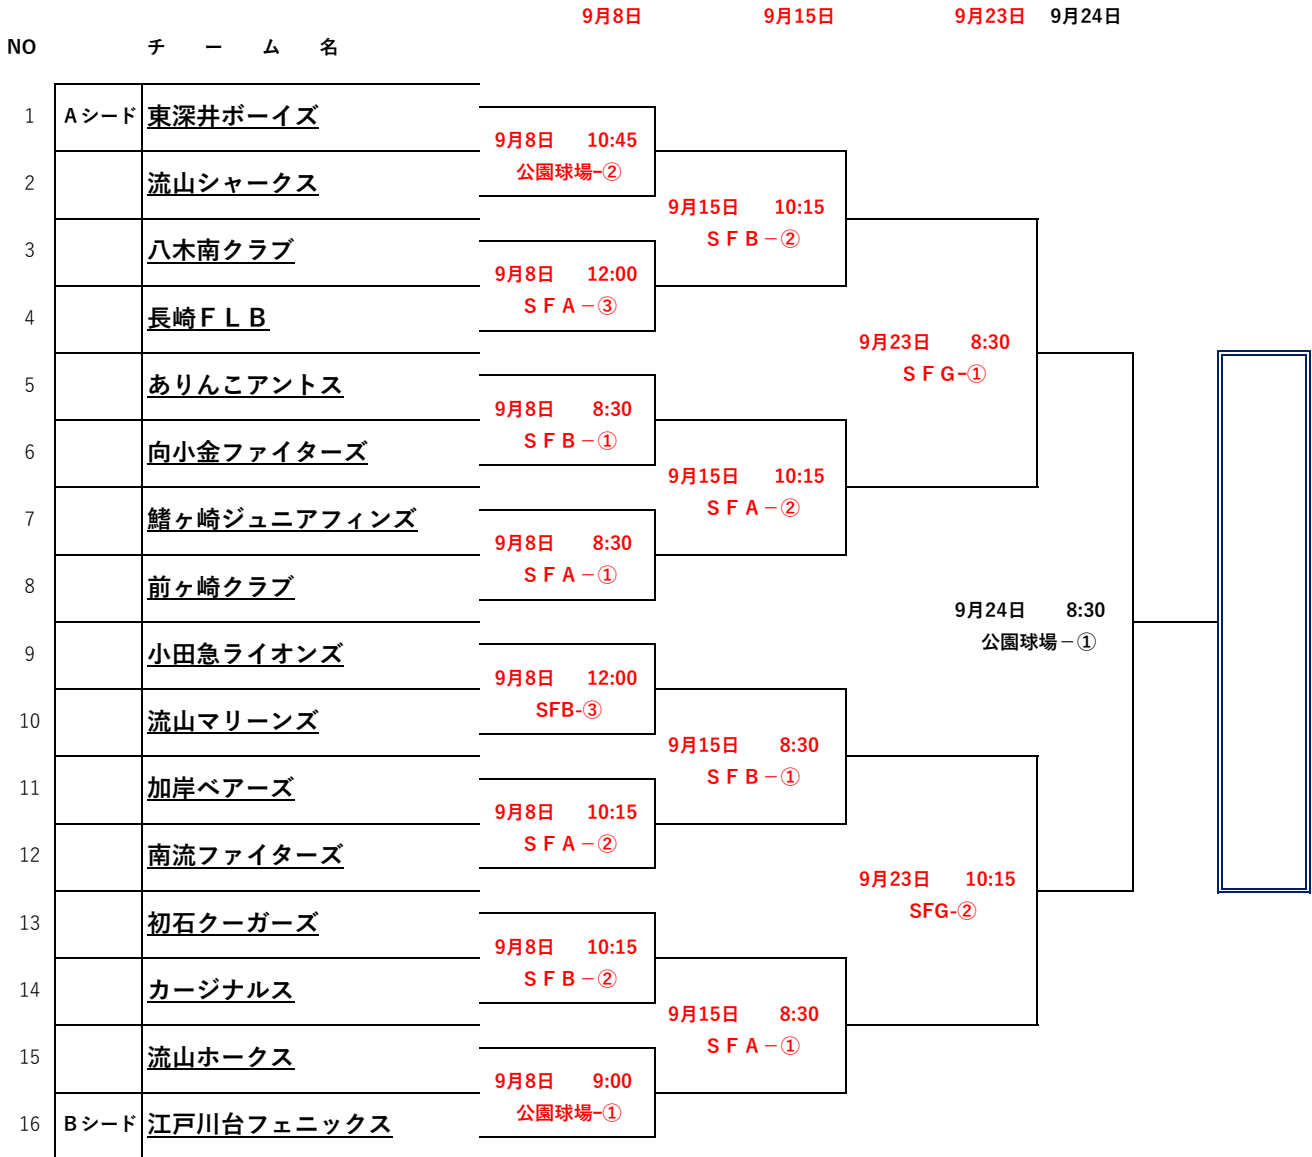 9月8日 9月15日 9月23日 9月24日
NO チ ー ム 名
1 Aシード 東深井ボーイズ
9月8日 10:45
公園球場-②
2 流山シャークス
9月15日 10:15
ＳＦＢ－②
3 八木南クラブ
9月8日 12:00
ＳＦＡ－③
4 長崎ＦＬＢ
9月23日 8:30
ＳＦＧ-①
5 ありんこアントス
9月8日 8:30
ＳＦＢ－①
6 向小金ファイターズ
9月15日 10:15
ＳＦＡ－②
7 鰭ヶ崎ジュニアフィンズ
9月8日 8:30
ＳＦＡ－①
8 前ヶ崎クラブ
9月24日 8:30
公園球場－①
9 小田急ライオンズ
9月8日 12:00
SFB-③
10 流山マリーンズ
9月15日 8:30
ＳＦＢ－①
11 加岸ベアーズ
9月8日 10:15
ＳＦＡ－②
12 南流ファイターズ
9月23日 10:15
SFG-②
13 初石クーガーズ
9月8日 10:15
ＳＦＢ－②
14 カージナルス
9月15日 8:30
ＳＦＡ－①
15 流山ホークス
9月8日 9:00
公園球場-①
16 Bシード 江戸川台フェニックス